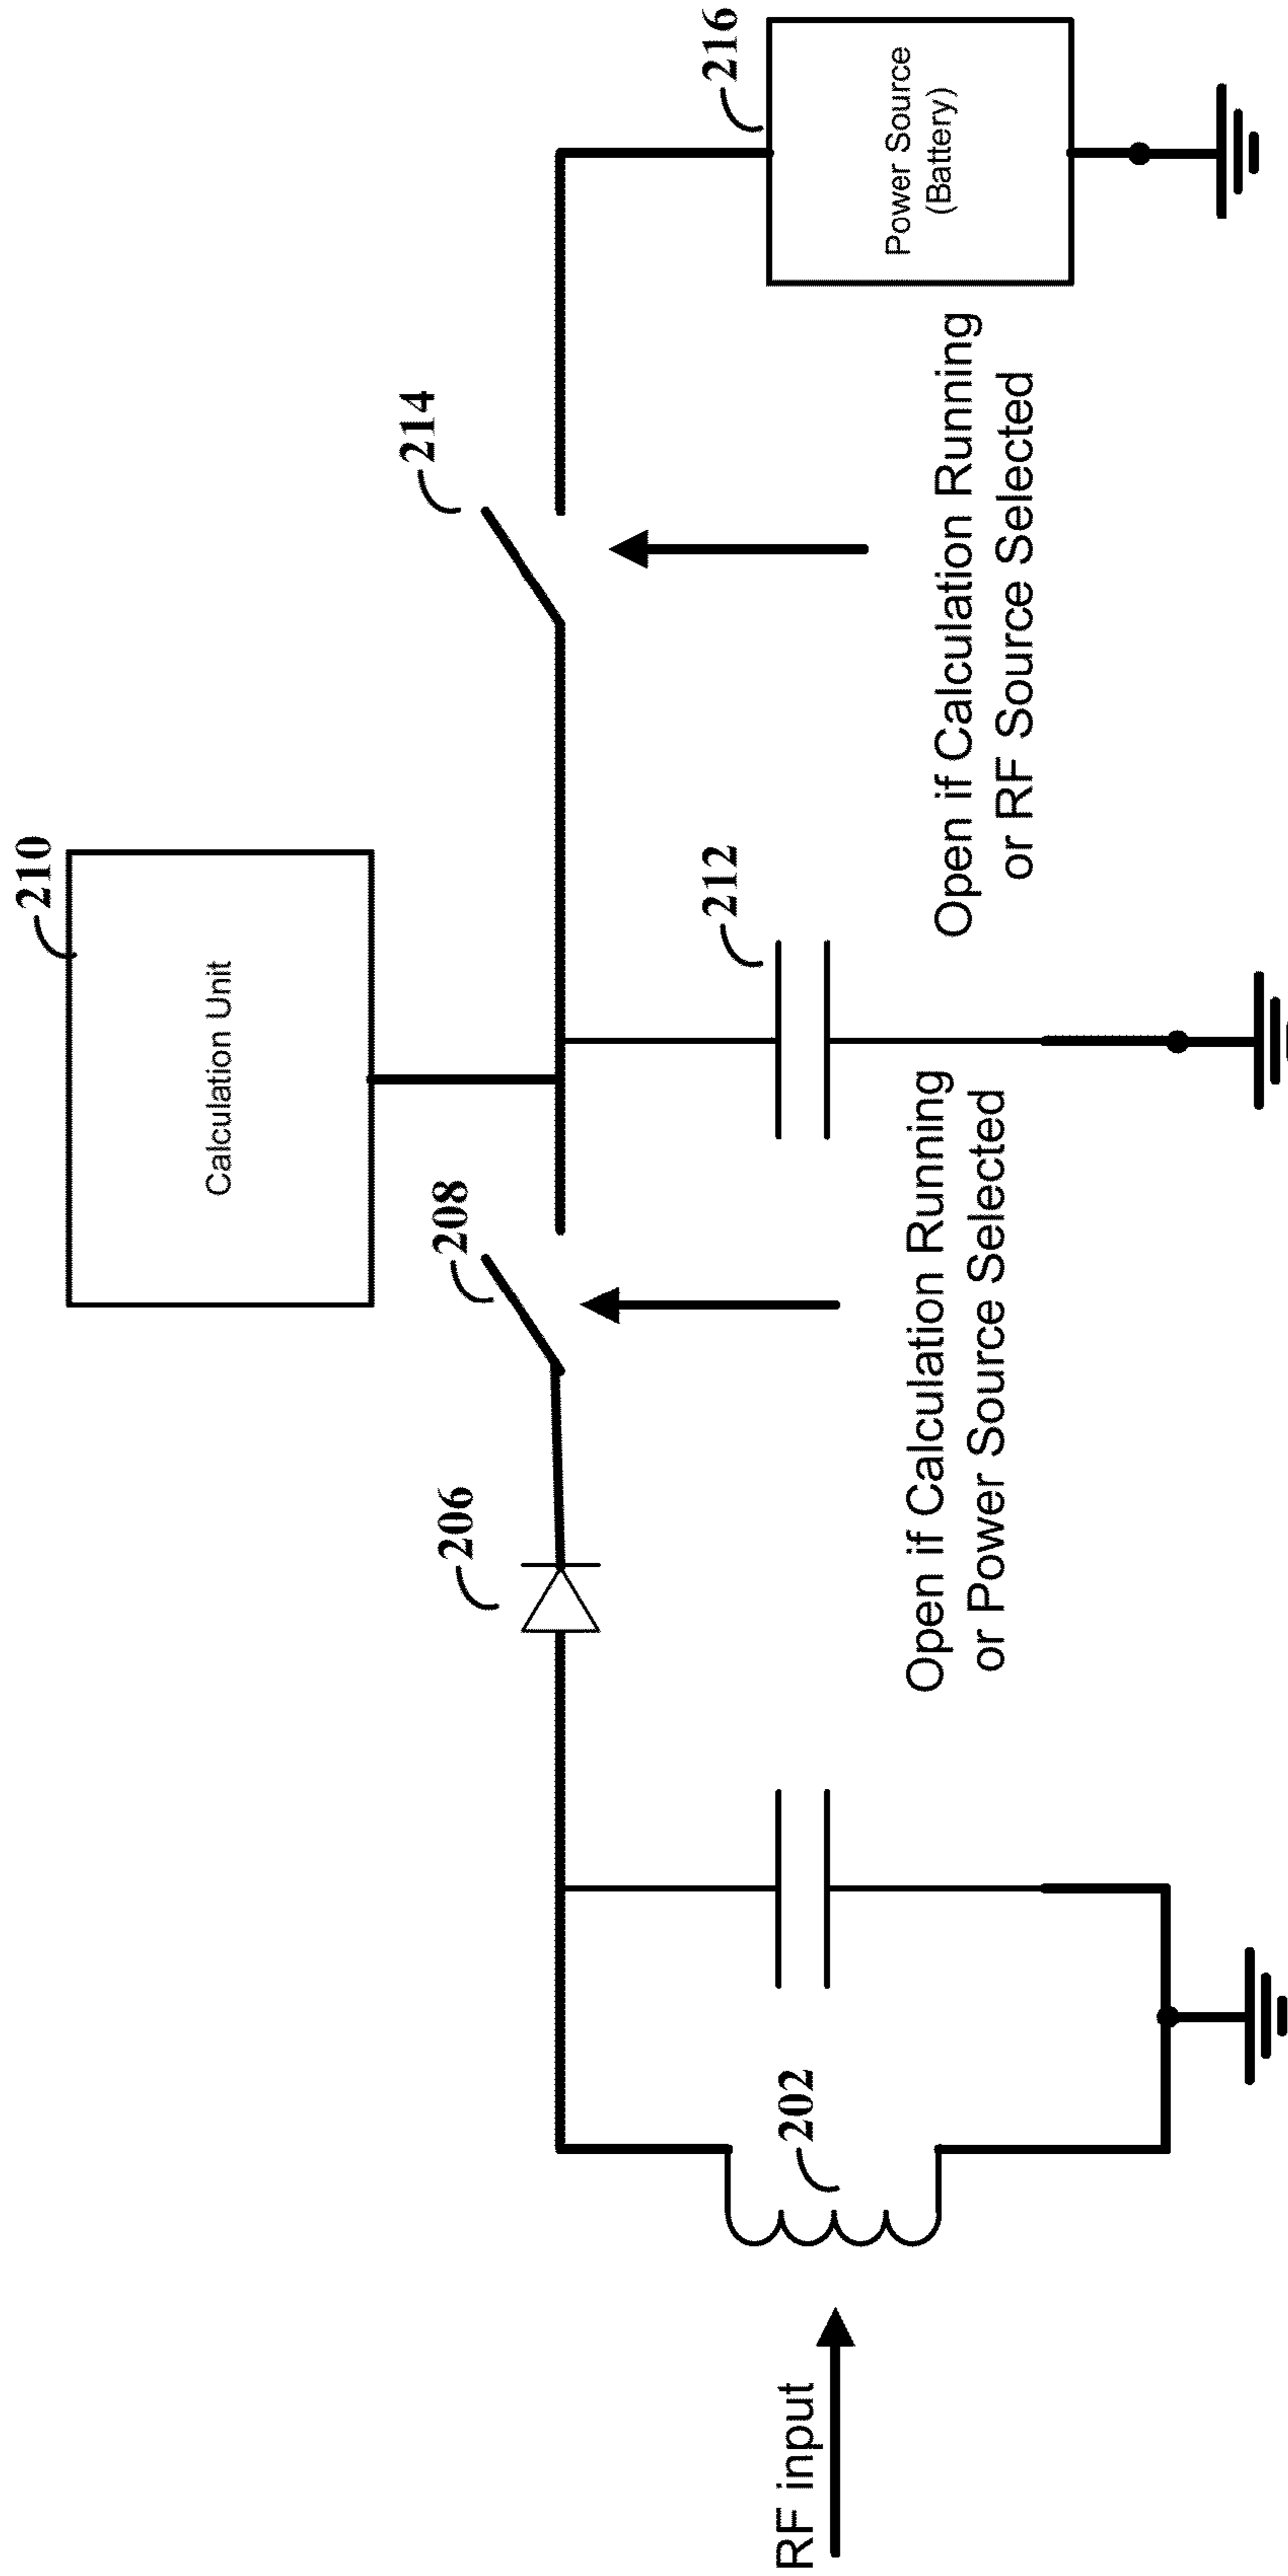 210
Calculation Unit
216
Power Source
(Battery)
214
208
206
212
202
RF input
Open if Calculation Running
or Power Source Selected
Open if Calculation Running
or RF Source Selected